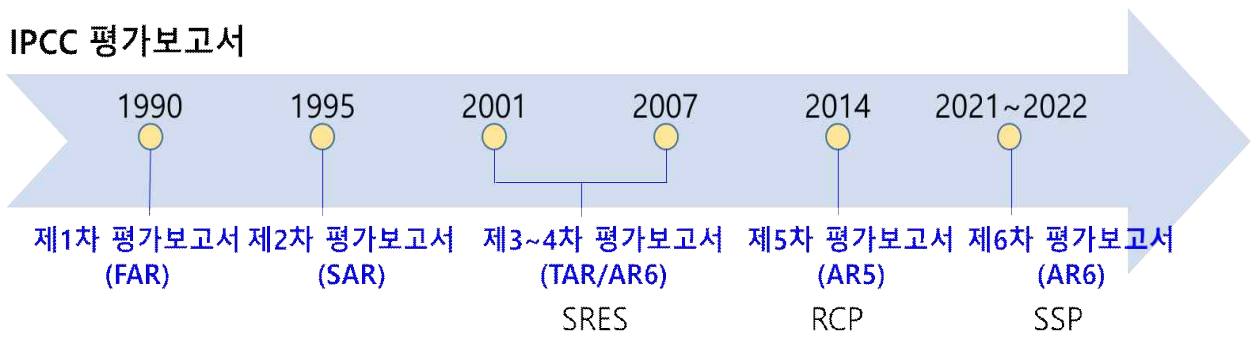 IPCC 평가보고서
1990 1995 2001 2007 2014 2021~2022
제1차 평가보고서 제2차 평가보고서 제3~4차 평가보고서 제5차 평가보고서 제6차 평가보고서
(FAR) (SAR) (TAR/AR6) (AR5) (AR6)
SRES RCP SSP